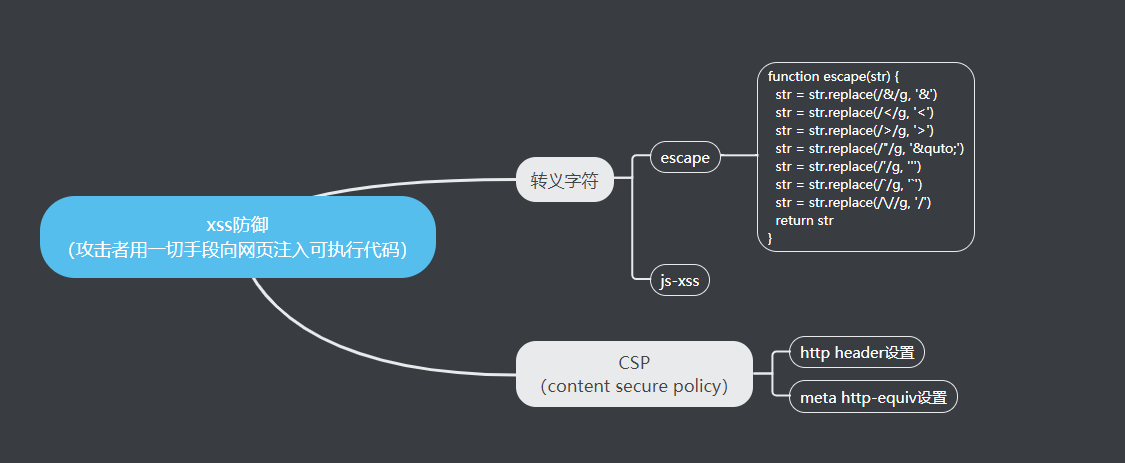 xss防御
（攻击者用一切手段向网页注入可执行代码）
转义字符
escape
function escape(str) {
str = str.replace(/&/g, '&')
str = str.replace(/</g, '<')
str = str.replace(/>/g, '>')
str = str.replace(/"/g, '&quto;')
str = str.replace(/'/g, ''')
str = str.replace(/`/g, '`')
str = str.replace(/\//g, '/')
return str
}
js-xss
CSP
（content secure policy）
http header设置
meta http-equiv设置